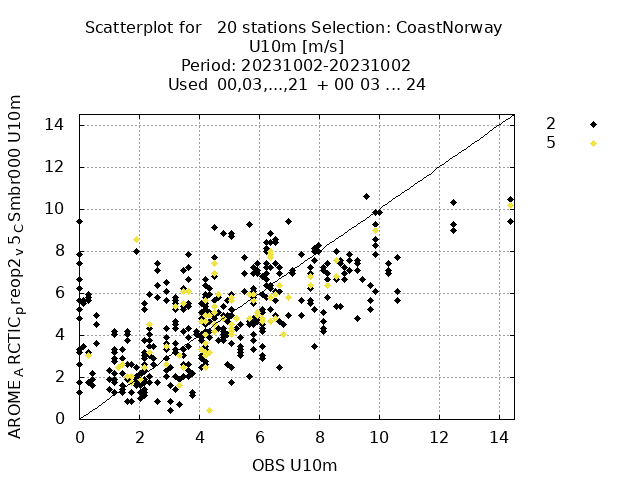 Scatterplot for 20 stations Selection: CoastNorway
U10m [m/s]
Period: 20231002-20231002
Used 00,03,...,21 + 00 03 ... 24
AROME_ARCTIC_preop2_v5_CSmbr000 U10m
14
12
10
8
6
4
2
0
0 2 4 6 8 10 12 14
OBS U10m
2
5